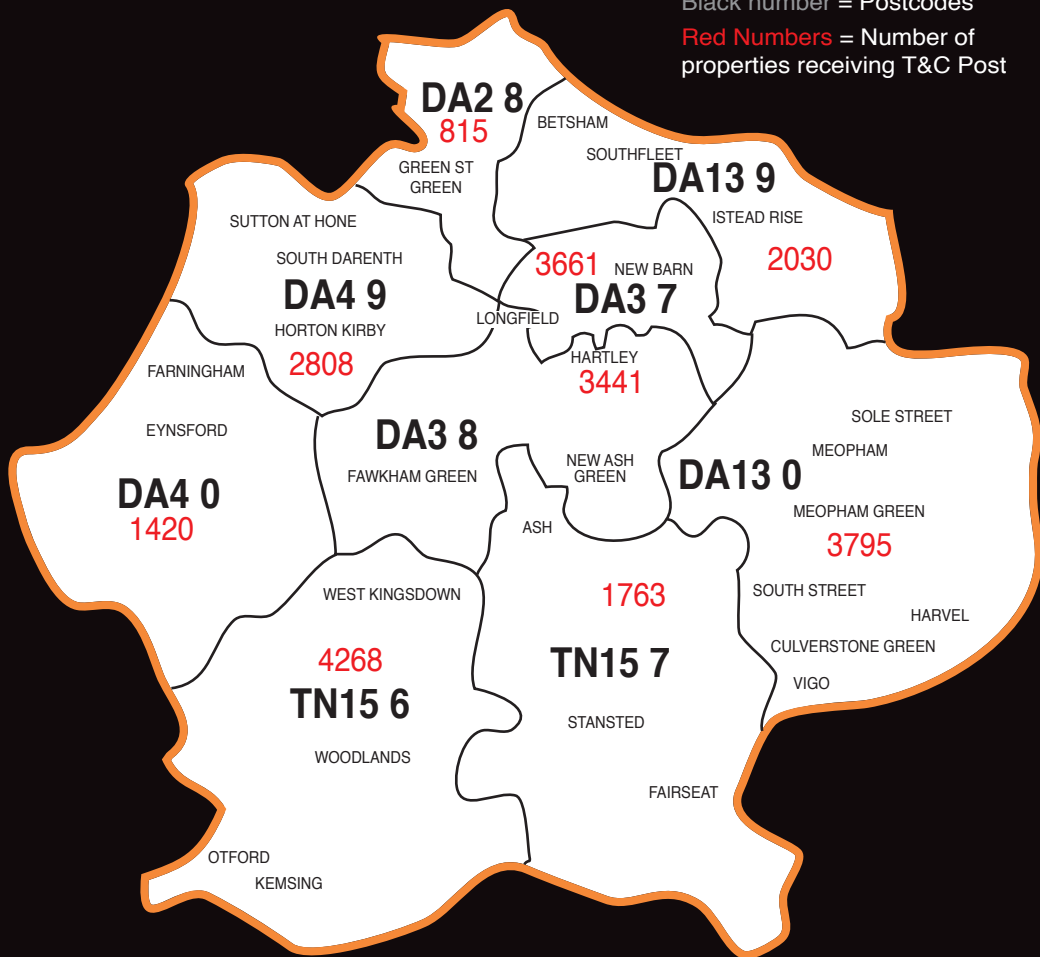 Black number = Postcodes
Red Numbers = Number of
properties receiving T&C Post
DA2 8
815
GREEN ST
GREEN
BETSHAM
SOUTHFLEET
DA13 9
ISTEAD RISE
2030
SUTTON AT HONE
SOUTH DARENTH
DA4 9
HORTON KIRBY
2808
3661
NEW BARN
DA3 7
LONGFIELD
HARTLEY
3441
FARNINGHAM
EYNSFORD
DA4 0
1420
DA3 8
FAWKHAM GREEN
NEW ASH
GREEN
SOLE STREET
MEOPHAM
DA13 0
MEOPHAM GREEN
3795
SOUTH STREET
HARVEL
CULVERSTONE GREEN
VIGO
ASH
1763
TN15 7
STANSTED
FAIRSEAT
WEST KINGSDOWN
4268
TN15 6
WOODLANDS
OTFORD
KEMSING